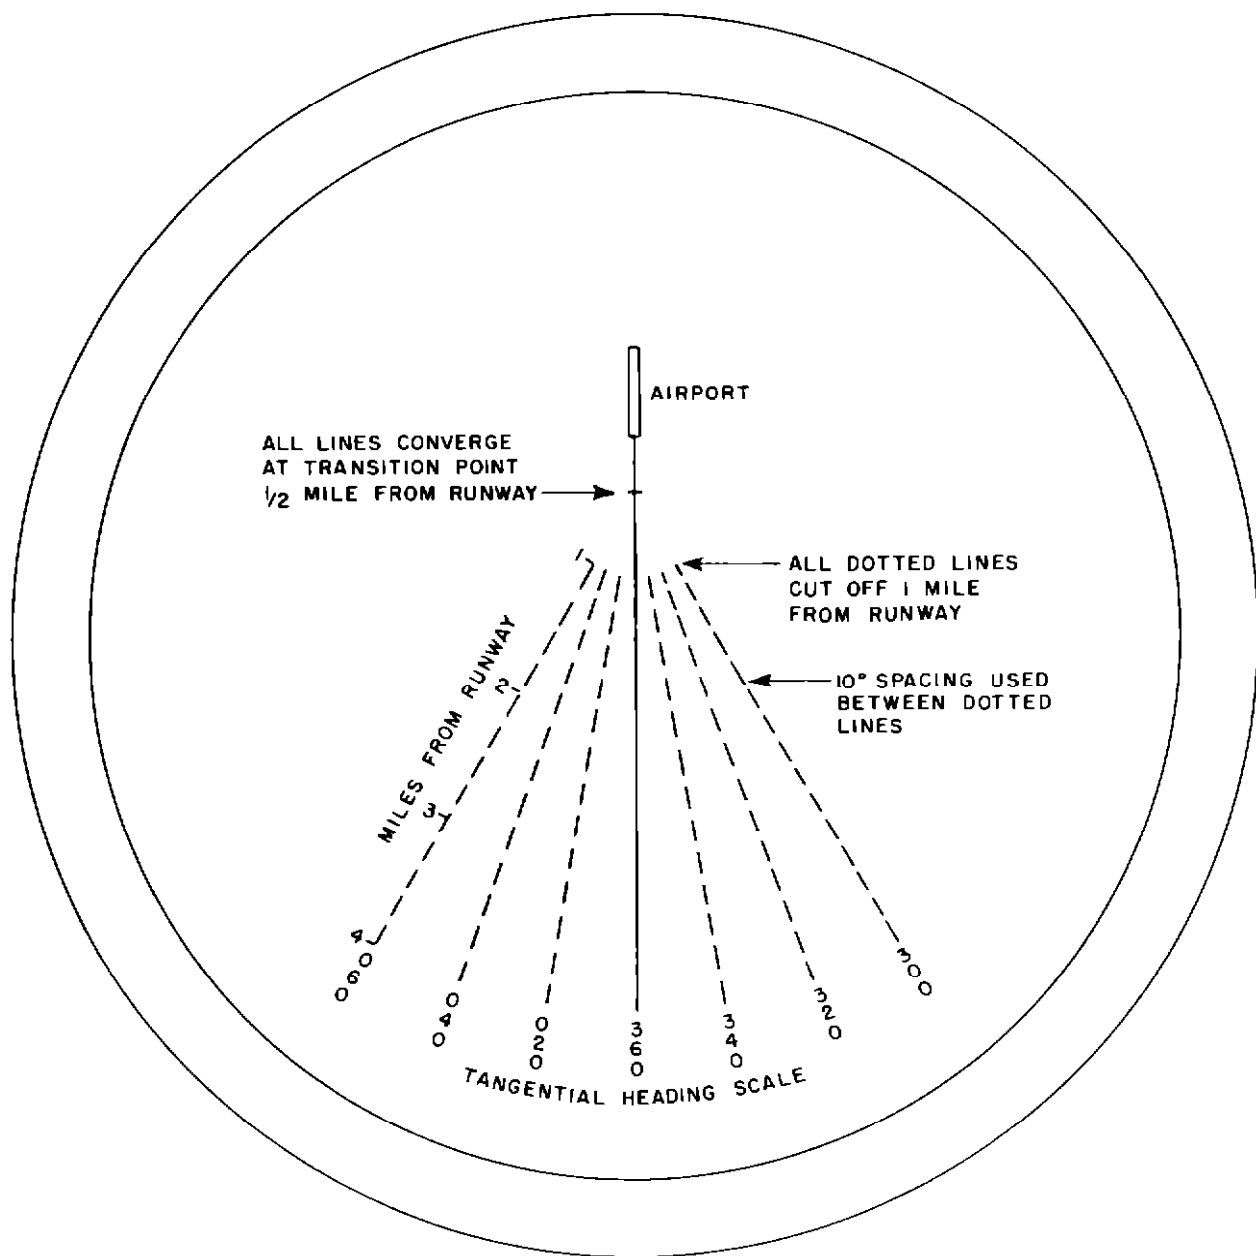 AIRPORT
ALL LINES CONVERGE
AT TRANSITION POINT
1/2 MILE FROM RUNWAY
ALL DOTTED LINES
CUT OFF 1 MILE
FROM RUNWAY
10° SPACING USED
BETWEEN DOTTED
LINES
MILES FROM RUNWAY
1
2
3
4
060
040
020
360
340
320
300
TANGENTIAL HEADING SCALE